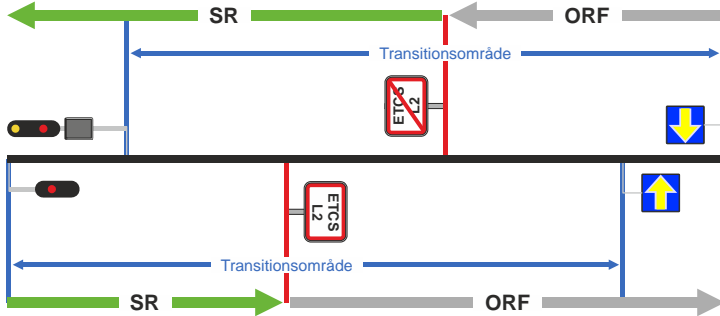 SR
ORF
Transitionsområde
ETCS
L2
ETCS
L2
Transitionsområde
SR
ORF